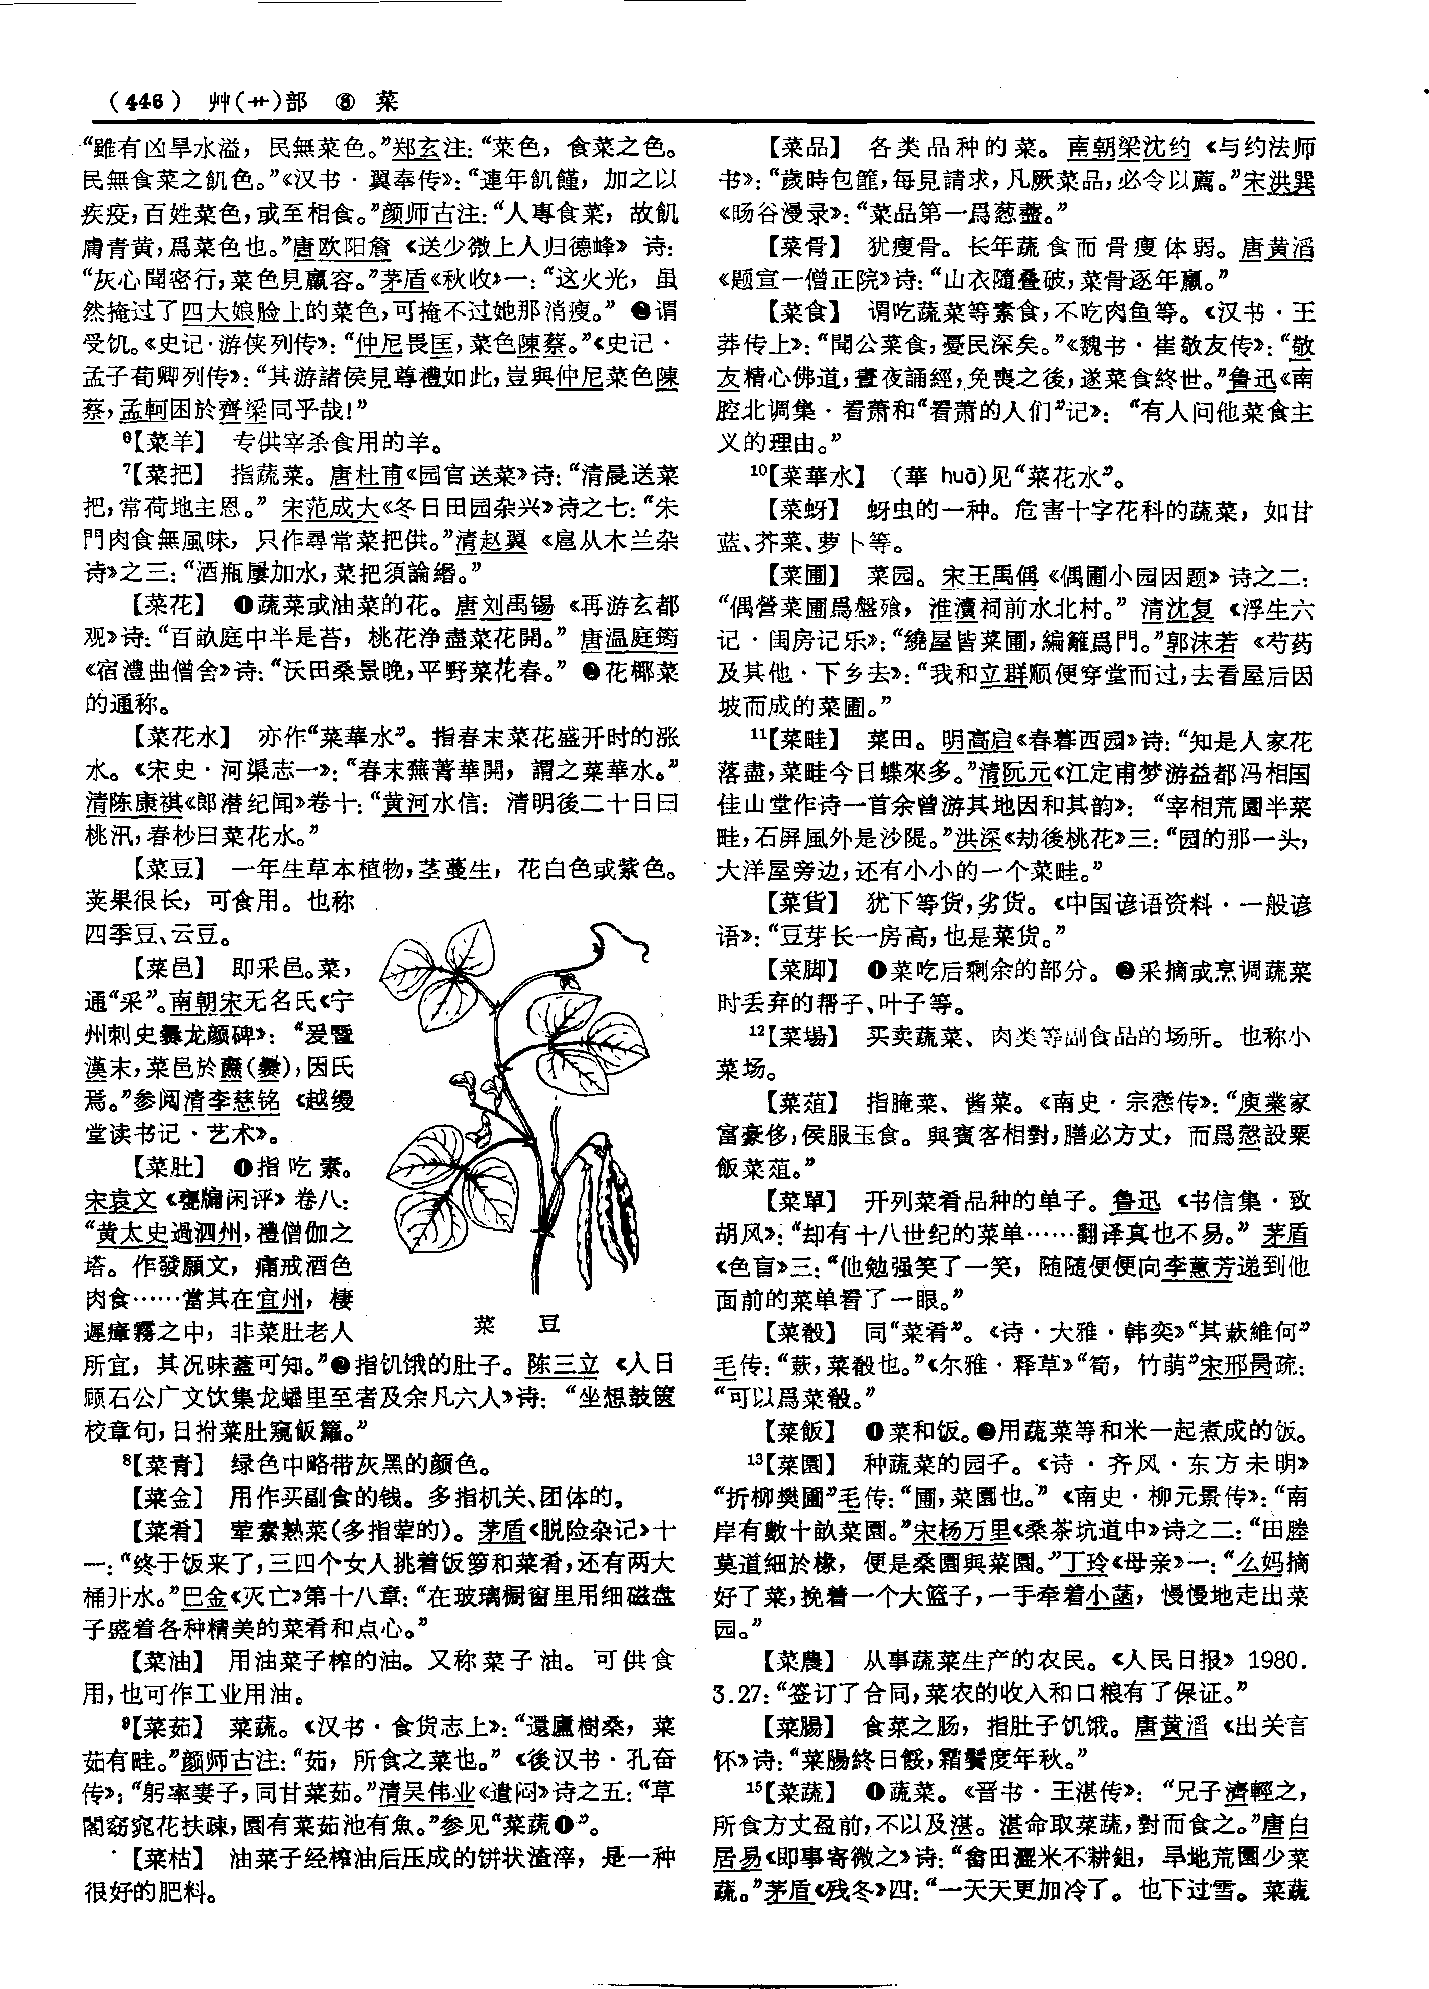 （446） 艸(艹)部 ⑧ 菜
“雖有凶旱水溢，民無菜色。”郑玄注：“菜色，食菜之色。
民無食菜之飢色。”《汉书·翼奉传》：“連年飢饉，加之以
疾疫，百姓菜色，或至相食。”颜师古注：“人專食菜，故飢
膚青黄，爲菜色也。”唐欧阳詹《送少微上人归德峰》诗：
“灰心聞密行，菜色見羸容。”茅盾《秋收》一：“这火光，虽
然掩过了四大娘脸上的菜色，可掩不过她那消瘦。” ❷谓
受饥。《史记·游侠列传》：“仲尼畏匡，菜色陳蔡。”《史记·
孟子荀卿列传》：“其游諸侯見尊禮如此，豈與仲尼菜色陳
蔡，孟軻困於齊梁同乎哉！”
⁶【菜羊】 专供宰杀食用的羊。
⁷【菜把】 指蔬菜。唐杜甫《园官送菜》诗：“清晨送菜
把，常荷地主恩。” 宋范成大《冬日田园杂兴》诗之七：“朱
門肉食無風味，只作尋常菜把供。”清赵翼《扈从木兰杂
诗》之三：“酒瓶屢加水，菜把須論緡。”
【菜花】 ❶蔬菜或油菜的花。唐刘禹锡《再游玄都
观》诗：“百畝庭中半是苔，桃花净盡菜花開。” 唐温庭筠
《宿澧曲僧舍》诗：“沃田桑景晚，平野菜花春。” ❷花椰菜
的通称。
【菜花水】 亦作“菜華水”。指春末菜花盛开时的涨
水。《宋史·河渠志一》：“春末蕪菁華開，謂之菜華水。”
清陈康祺《郎潜纪闻》卷十：“黄河水信：清明後二十日曰
桃汛，春杪曰菜花水。”
【菜豆】 一年生草本植物，茎蔓生，花白色或紫色。
荚果很长，可食用。也称
四季豆、云豆。
【菜邑】 即采邑。菜，
通“采”。南朝宋无名氏《宁
州刺史爨龙颜碑》：“爰暨
漢末，菜邑於䕵(爨)，因氏
焉。”参阅清李慈铭《越缦
堂读书记·艺术》。
【菜肚】 ❶指吃素。
宋袁文《甕牖闲评》卷八：
“黄太史過泗州，禮僧伽之
塔。作發願文，痛戒酒色
肉食……當其在宜州，棲
遲瘴霧之中，非菜肚老人
菜 豆
所宜，其况味蓋可知。”❷指饥饿的肚子。陈三立《人日
顾石公广文饮集龙蟠里至者及余凡六人》诗：“坐想鼓箧
校章句，日拊菜肚窺飯籮。”
⁸【菜青】 绿色中略带灰黑的颜色。
【菜金】 用作买副食的钱。多指机关、团体的。
【菜肴】 荤素熟菜(多指荤的)。茅盾《脱险杂记》十
一：“终于饭来了，三四个女人挑着饭箩和菜肴，还有两大
桶开水。”巴金《灭亡》第十八章：“在玻璃橱窗里用细磁盘
子盛着各种精美的菜肴和点心。”
【菜油】 用油菜子榨的油。又称菜子油。可供食
用，也可作工业用油。
⁹【菜茹】 菜蔬。《汉书·食货志上》：“還廬樹桑，菜
茹有畦。”颜师古注：“茹，所食之菜也。” 《後汉书·孔奋
传》：“躬率妻子，同甘菜茹。”清吴伟业《遣闷》诗之五：“草
閣窈窕花扶疎，園有菜茹池有魚。”参见“菜蔬❶”。
【菜枯】 油菜子经榨油后压成的饼状渣滓，是一种
很好的肥料。
【菜品】 各类品种的菜。南朝梁沈约《与约法师
书》：“歲時包篚，每見請求，凡厥菜品，必令以薦。”宋洪巽
《旸谷漫录》：“菜品第一爲葱虀。”
【菜骨】 犹瘦骨。长年蔬食而骨瘦体弱。唐黄滔
《题宣一僧正院》诗：“山衣隨叠破，菜骨逐年羸。”
【菜食】 谓吃蔬菜等素食，不吃肉鱼等。《汉书·王
莽传上》：“聞公菜食，憂民深矣。”《魏书·崔敬友传》：“敬
友精心佛道，晝夜誦經，免喪之後，遂菜食終世。”鲁迅《南
腔北调集·看萧和“看萧的人们”记》：“有人问他菜食主
义的理由。”
¹⁰【菜華水】 (華 huā)见“菜花水”。
【菜蚜】 蚜虫的一种。危害十字花科的蔬菜，如甘
蓝、芥菜、萝卜等。
【菜圃】 菜园。宋王禹偁《偶圃小园因题》诗之二：
“偶營菜圃爲盤飱，淮瀆祠前水北村。” 清沈复《浮生六
记·闺房记乐》：“繞屋皆菜圃，編籬爲門。”郭沫若《芍药
及其他·下乡去》：“我和立群顺便穿堂而过，去看屋后因
坡而成的菜圃。”
¹¹【菜畦】 菜田。明高启《春暮西园》诗：“知是人家花
落盡，菜畦今日蝶來多。”清阮元《江定甫梦游益都冯相国
佳山堂作诗一首余曾游其地因和其韵》：“宰相荒園半菜
畦，石屏風外是沙隄。”洪深《劫後桃花》三：“园的那一头，
大洋屋旁边，还有小小的一个菜畦。”
【菜貨】 犹下等货，劣货。《中国谚语资料·一般谚
语》：“豆芽长一房高，也是菜货。”
【菜脚】 ❶菜吃后剩余的部分。❷采摘或烹调蔬菜
时丢弃的帮子、叶子等。
¹²【菜場】 买卖蔬菜、肉类等副食品的场所。也称小
菜场。
【菜菹】 指腌菜、酱菜。《南史·宗悫传》：“庾業家
富豪侈，侯服玉食。與賓客相對，膳必方丈，而爲慤設粟
飯菜菹。”
【菜單】 开列菜肴品种的单子。鲁迅《书信集·致
胡风》：“却有十八世纪的菜单……翻译真也不易。” 茅盾
《色盲》三：“他勉强笑了一笑，随随便便向李蕙芳递到他
面前的菜单看了一眼。”
【菜殽】 同“菜肴”。《诗·大雅·韩奕》“其蔌維何”
毛传：“蔌，菜殽也。”《尔雅·释草》“筍，竹萌”宋邢昺疏：
“可以爲菜殽。”
【菜飯】 ❶菜和饭。❷用蔬菜等和米一起煮成的饭。
¹³【菜園】 种蔬菜的园子。《诗·齐风·东方未明》
“折柳樊圃”毛传：“圃，菜園也。” 《南史·柳元景传》：“南
岸有數十畝菜園。”宋杨万里《桑茶坑道中》诗之二：“田塍
莫道細於椽，便是桑園與菜園。”丁玲《母亲》一：“么妈摘
好了菜，挽着一个大篮子，一手牵着小菡，慢慢地走出菜
园。”
【菜農】 从事蔬菜生产的农民。《人民日报》1980.
3.27：“签订了合同，菜农的收入和口粮有了保证。”
【菜腸】 食菜之肠，指肚子饥饿。唐黄滔《出关言
怀》诗：“菜腸終日餒，霜鬢度年秋。”
¹⁵【菜蔬】 ❶蔬菜。《晋书·王湛传》：“兄子濟輕之，
所食方丈盈前，不以及湛。湛命取菜蔬，對而食之。”唐白
居易《即事寄微之》诗：“畬田澀米不耕鉏，旱地荒園少菜
蔬。”茅盾《残冬》四：“一天天更加冷了。也下过雪。菜蔬